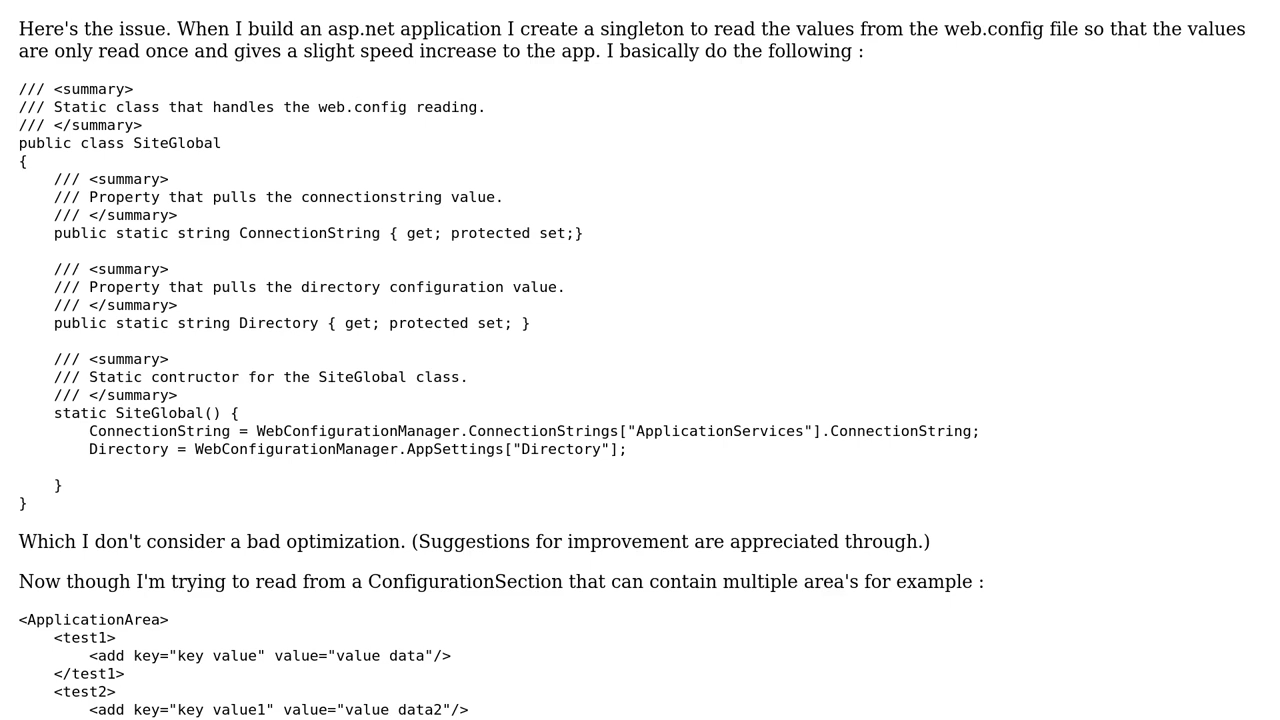 Here's the issue. When I build an asp.net application I create a singleton to read the values from the web.config file so that the values
are only read once and gives a slight speed increase to the app. I basically do the following :
/// <summary>
/// Static class that handles the web.config reading.
/// </summary>
public class SiteGlobal
{
    /// <summary>
    /// Property that pulls the connectionstring value.
    /// </summary>
    public static string ConnectionString { get; protected set;}
    /// <summary>
    /// Property that pulls the directory configuration value.
    /// </summary>
    public static string Directory { get; protected set; }
    /// <summary>
    /// Static contructor for the SiteGlobal class.
    /// </summary>
    static SiteGlobal() {
        ConnectionString = WebConfigurationManager.ConnectionStrings["ApplicationServices"].ConnectionString;
        Directory = WebConfigurationManager.AppSettings["Directory"];
    }
}
Which I don't consider a bad optimization. (Suggestions for improvement are appreciated through.)
Now though I'm trying to read from a ConfigurationSection that can contain multiple area's for example :
<ApplicationArea>
    <test1>
        <add key="key value" value="value data"/>
    </test1>
    <test2>
        <add key="key value1" value="value data2"/>